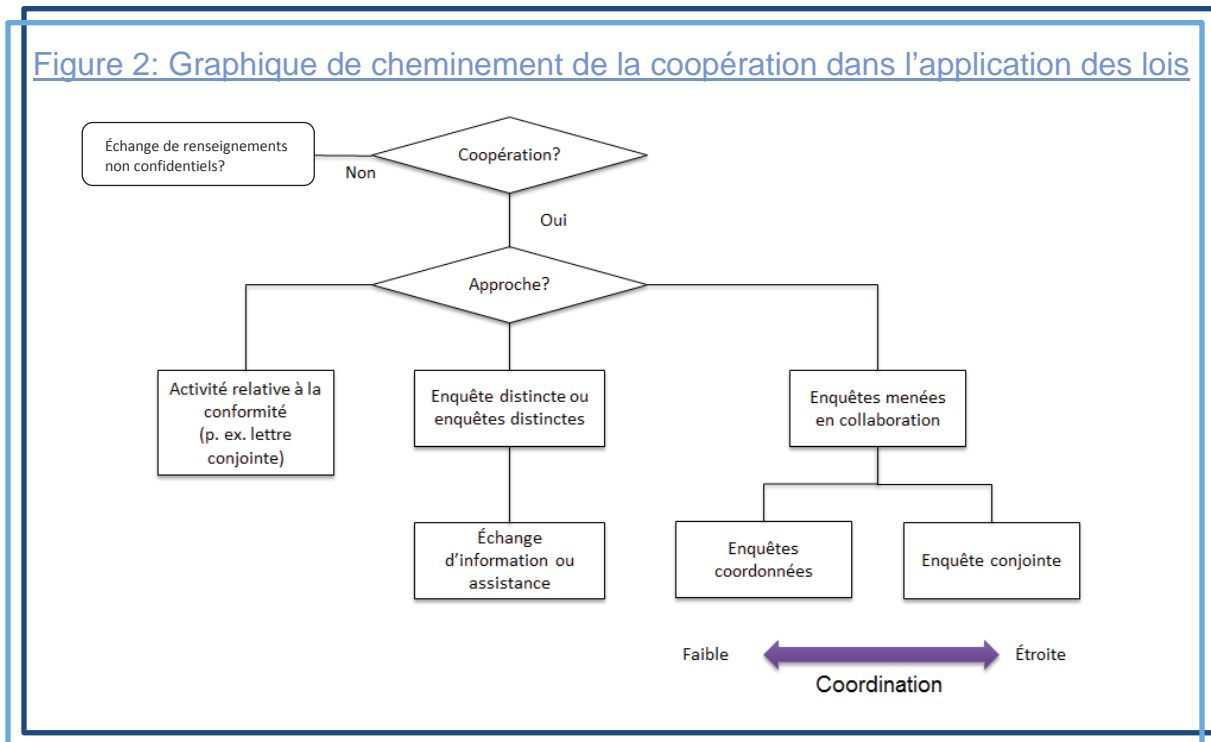 Figure 2: Graphique de cheminement de la coopération dans l’application des lois
Échange de renseignements
non confidentiels?
Non
Coopération?
Oui
Approche?
Activité relative à la
conformité
(p. ex. lettre
conjointe)
Enquête distincte ou
enquêtes distinctes
Enquêtes menées
en collaboration
Échange
d’information ou
assistance
Enquêtes
coordonnées
Enquête conjointe
Faible
Étroite
Coordination